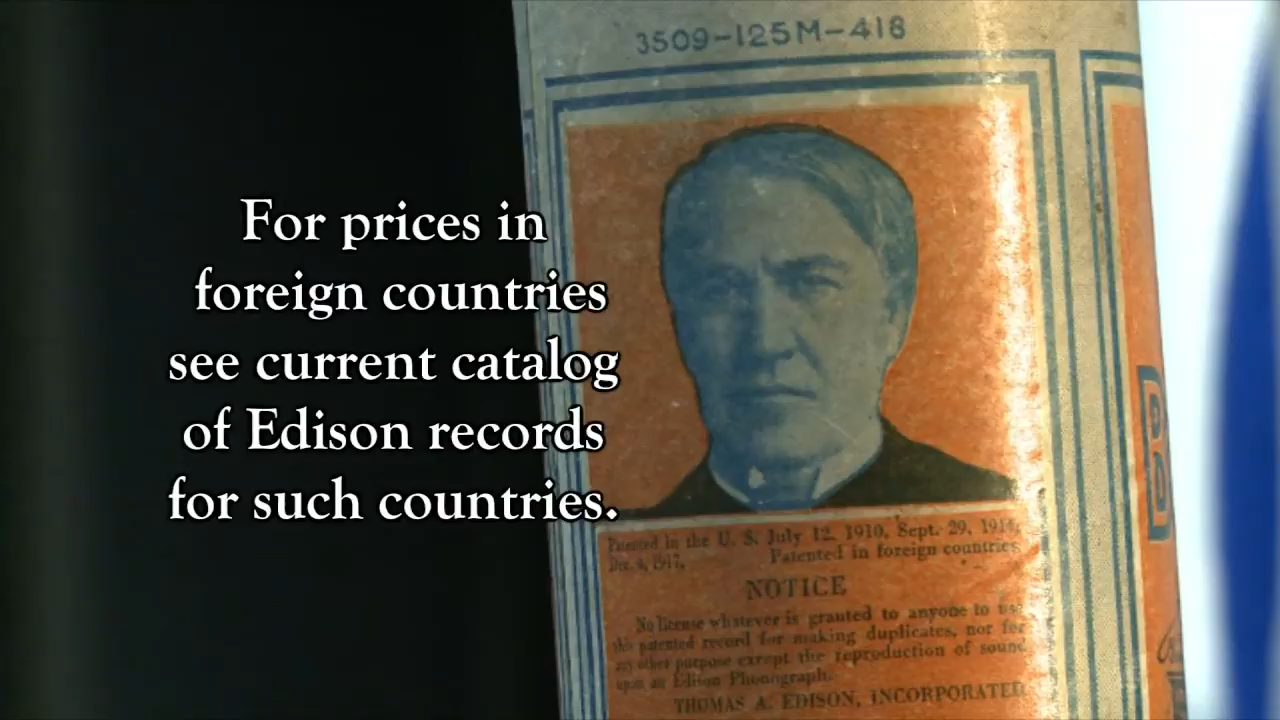 3509-125M-418
For prices in
foreign countries
see current catalog
of Edison records
for such countries.
Patented in the U. S. July 12, 1910, Sept. 29, 1914,
Dec. 4, 1917. Patented in foreign countries
NOTICE
No license whatever is granted to anyone to use
this patented record for making duplicates, nor for
any other purpose except the reproduction of sound
upon an Edison Phonograph.
THOMAS A. EDISON, INCORPORATED